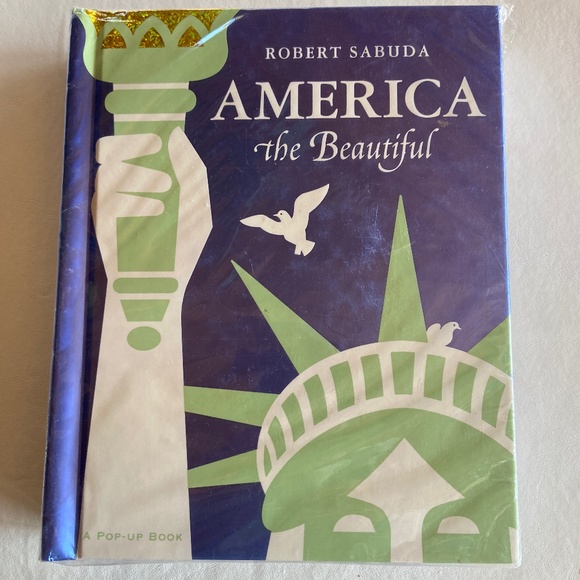 ROBERT SABUDA
AMERICA
the Beautiful
A POP-UP BOOK